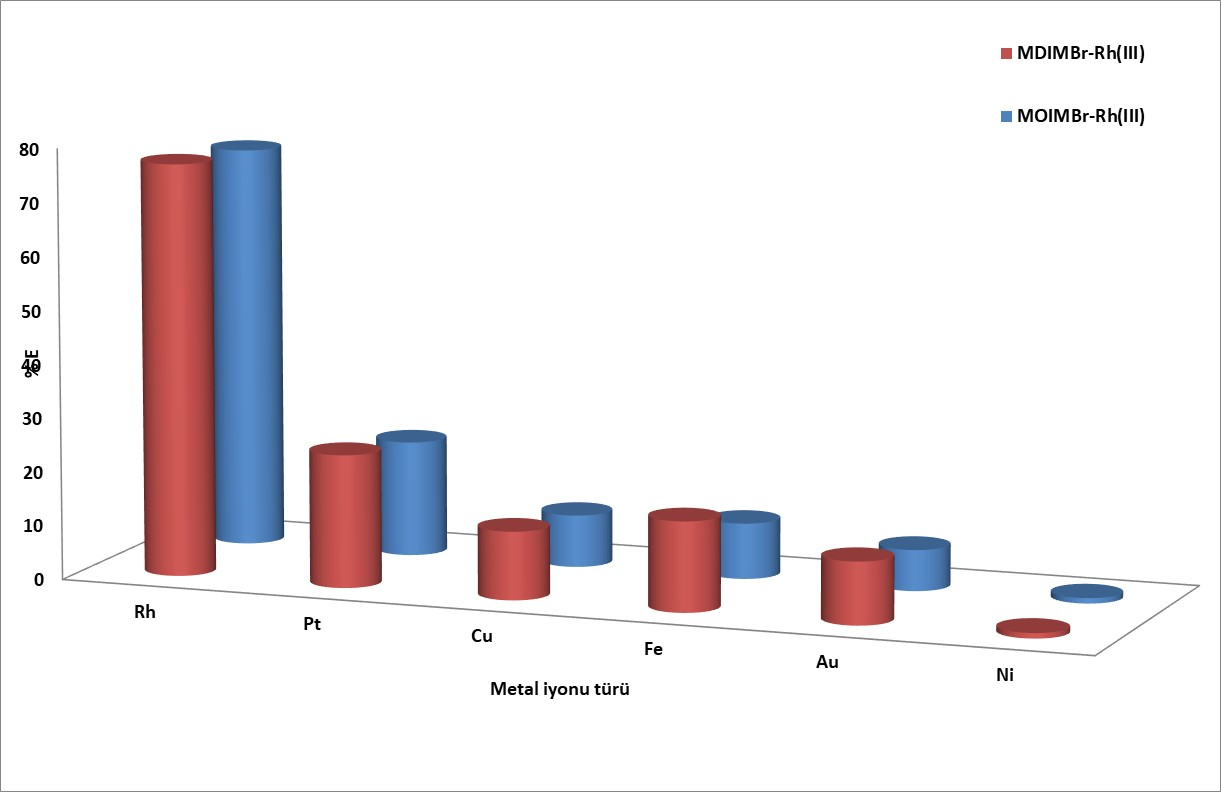 MDIMBr-Rh(III)
MOIMBr-Rh(III)
80
70
60
50
40
30
20
10
0
%E
Rh
Pt
Cu
Fe
Au
Ni
Metal iyonu türü